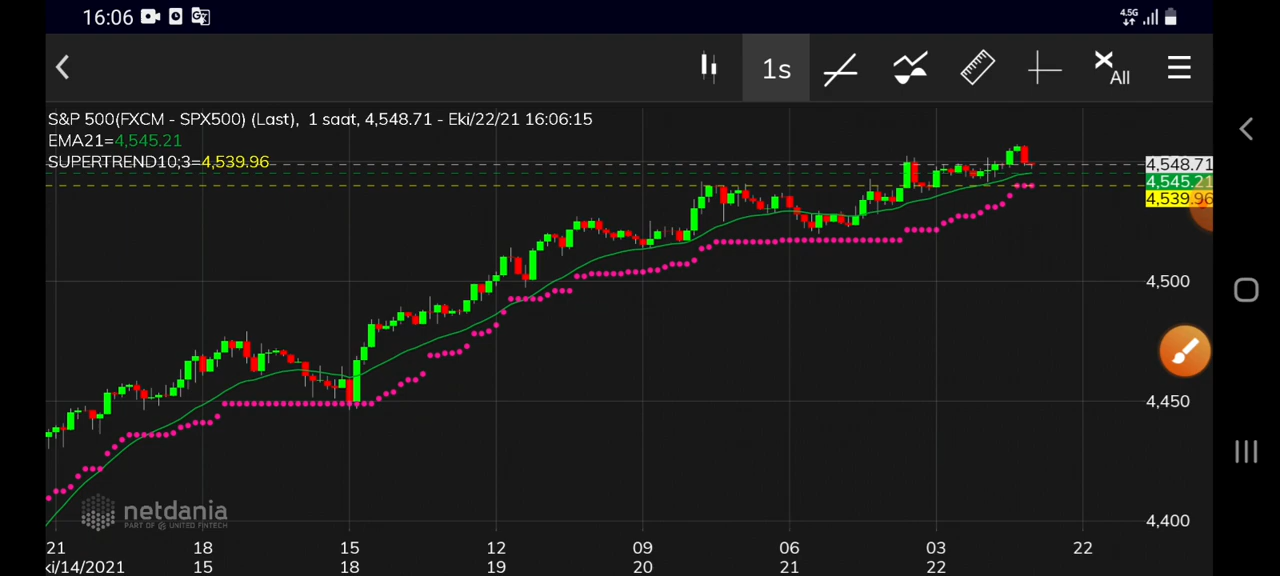 16:06
4.5G
1s
All
S&P 500(FXCM - SPX500) (Last), 1 saat, 4,548.71 - Eki/22/21 16:06:15
EMA21=4,545.21
SUPERTREND10;3=4,539.96
4,548.71
4,545.21
4,539.96
4,500
4,450
4,400
netdania
PART OF UNITED FINTECH
21 18 15 12 09 06 03 22
ki/14/2021 15 18 19 20 21 22